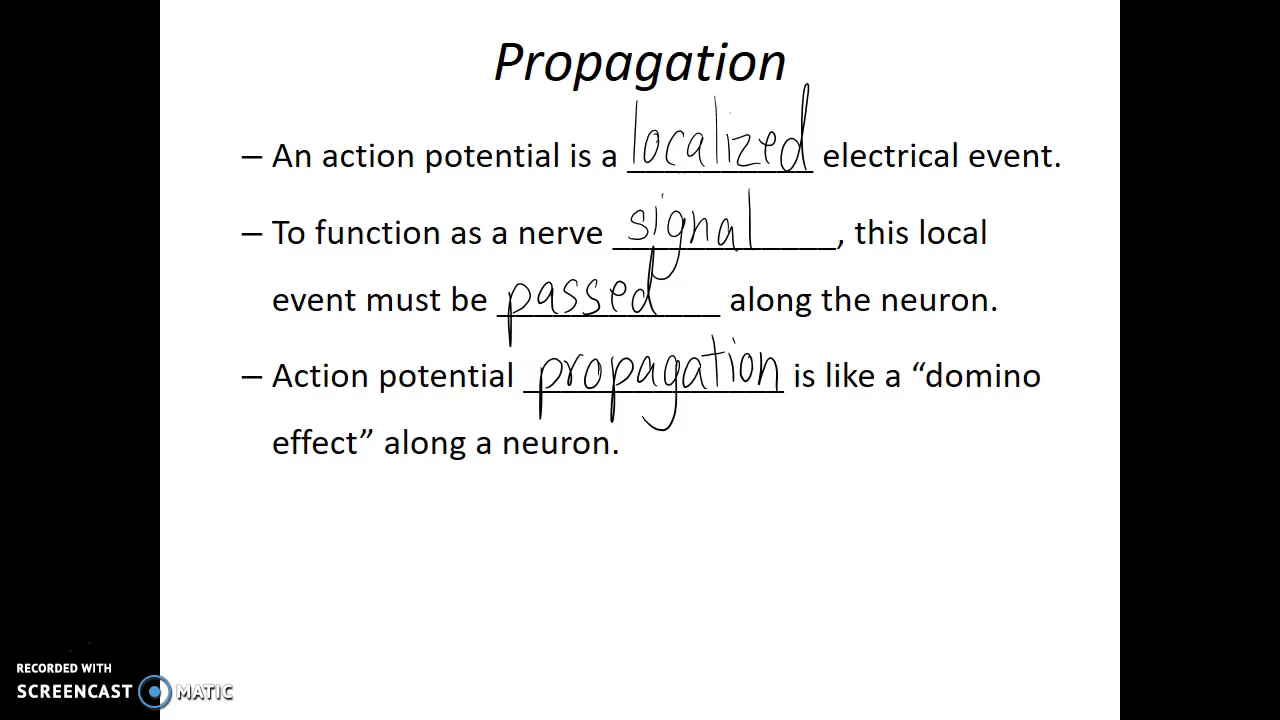 Propagation
– An action potential is a localized electrical event.
– To function as a nerve signal, this local
event must be passed along the neuron.
– Action potential propagation is like a “domino
effect” along a neuron.
RECORDED WITH
SCREENCAST MATIC